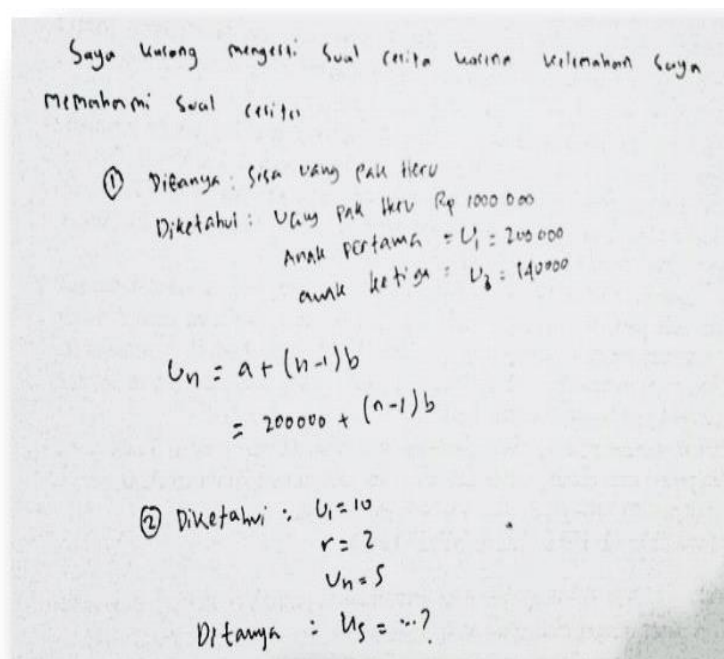 Saya kurang mengerti Soal cerita karena kelemahan saya
memahami soal cerita
① Ditanya : Sisa uang pak Heru
Diketahui : Uang pak Heru Rp 1000.000
Anak pertama = U₁ = 200000
anak ketiga = U₃ = 140000
Un = a + (n-1)b
= 200000 + (n-1)b
② Diketahui : U₁ = 10
r = 2
Un = 5
Ditanya : U5 = ...?